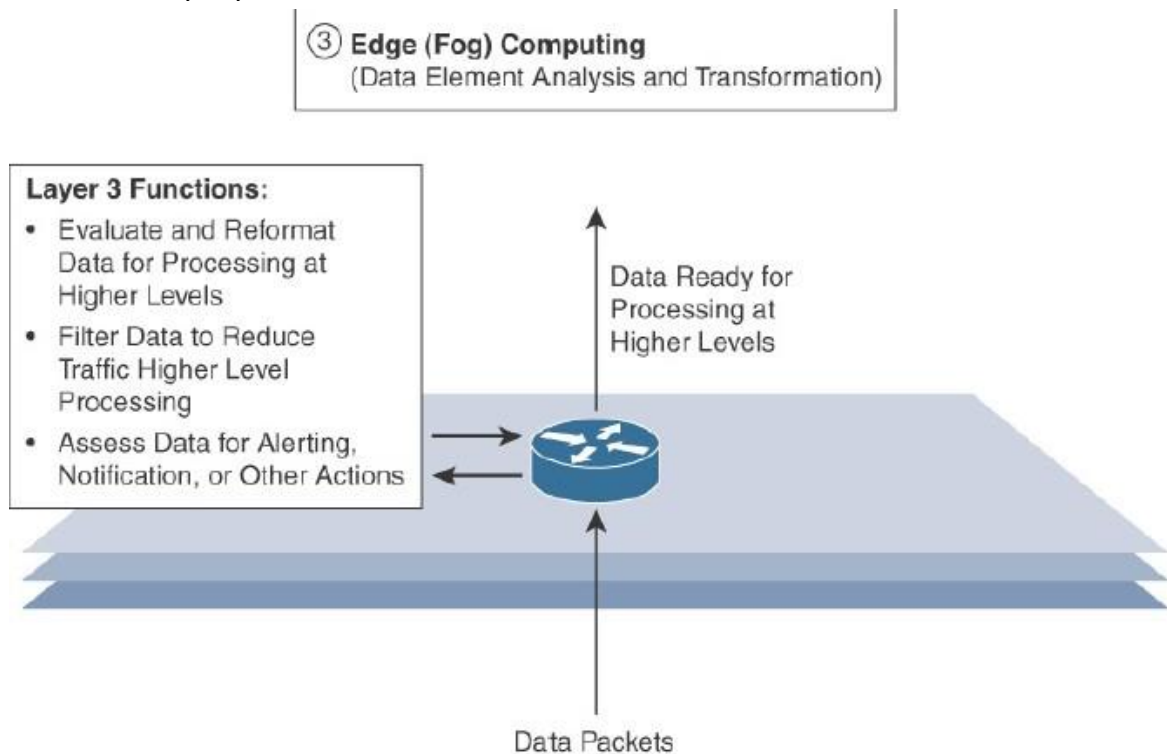 ③ Edge (Fog) Computing
(Data Element Analysis and Transformation)
Layer 3 Functions:
• Evaluate and Reformat
Data for Processing at
Higher Levels
• Filter Data to Reduce
Traffic Higher Level
Processing
• Assess Data for Alerting,
Notification, or Other Actions
Data Ready for
Processing at
Higher Levels
Data Packets